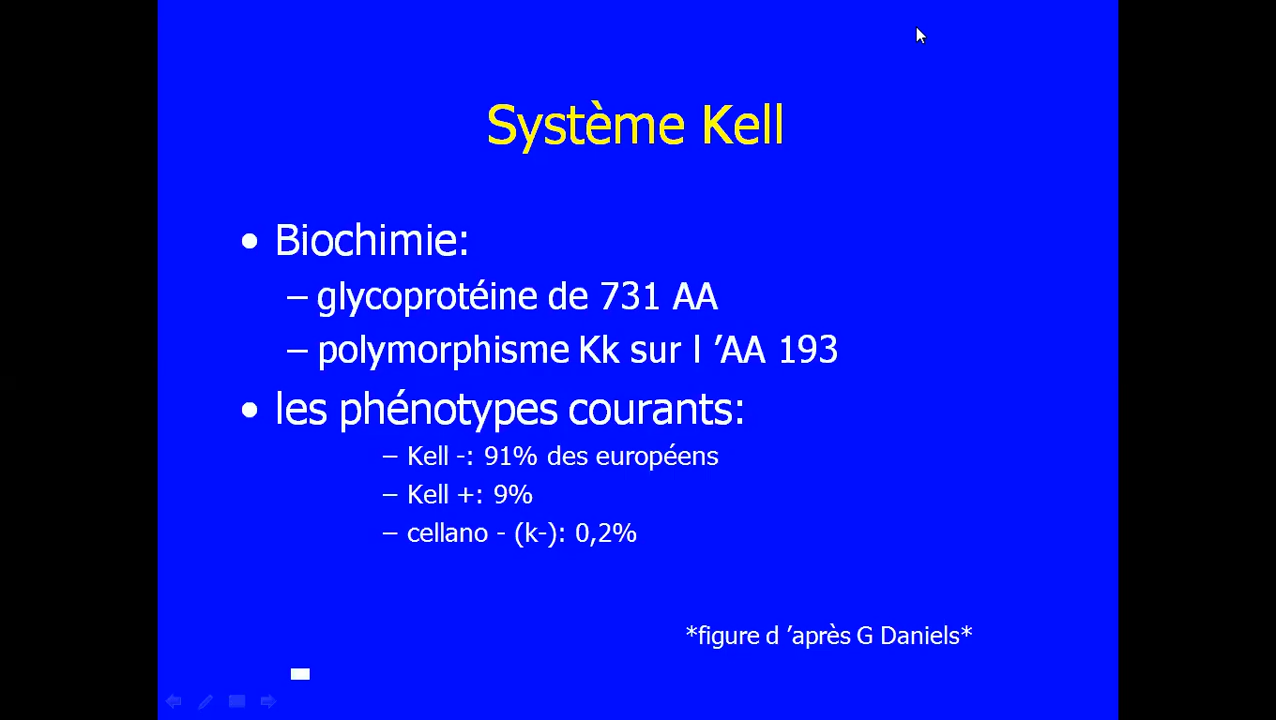 Système Kell
• Biochimie:
– glycoprotéine de 731 AA
– polymorphisme Kk sur l ’AA 193
• les phénotypes courants:
– Kell -: 91% des européens
– Kell +: 9%
– cellano - (k-): 0,2%
*figure d ’après G Daniels*